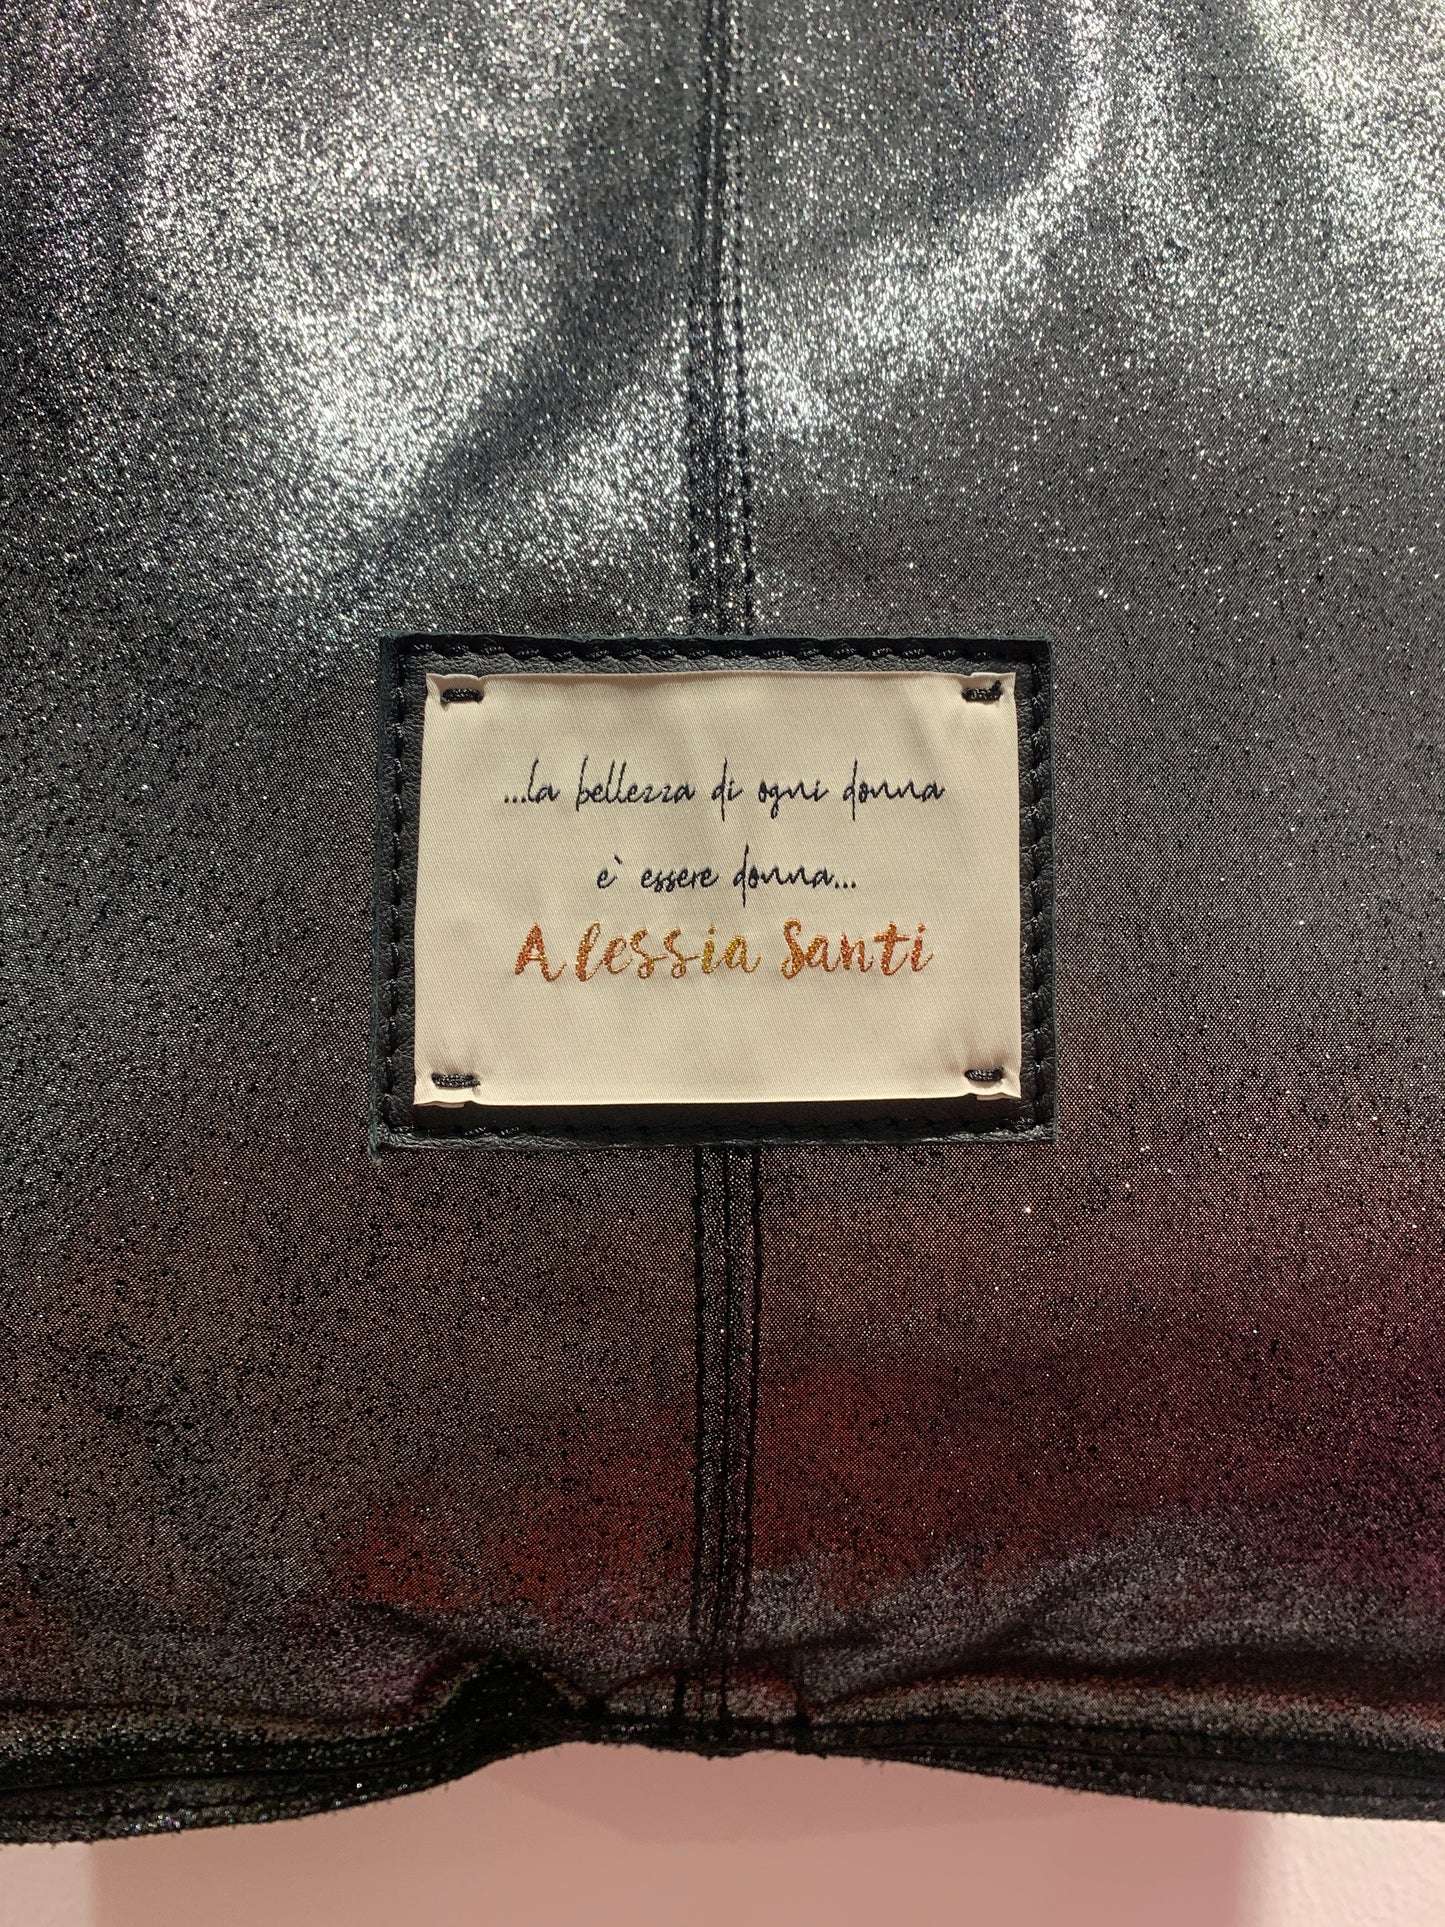 ...la bellezza di ogni donna
e` essere donna...
Alessia Santi